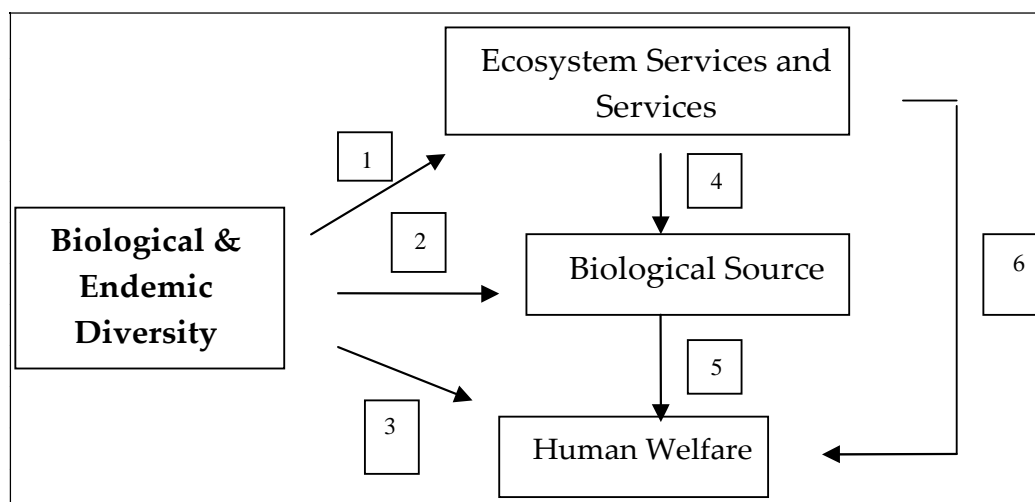 Ecosystem Services and
Services
1
4
2
Biological &
Endemic
Diversity
Biological Source
6
5
3
Human Welfare